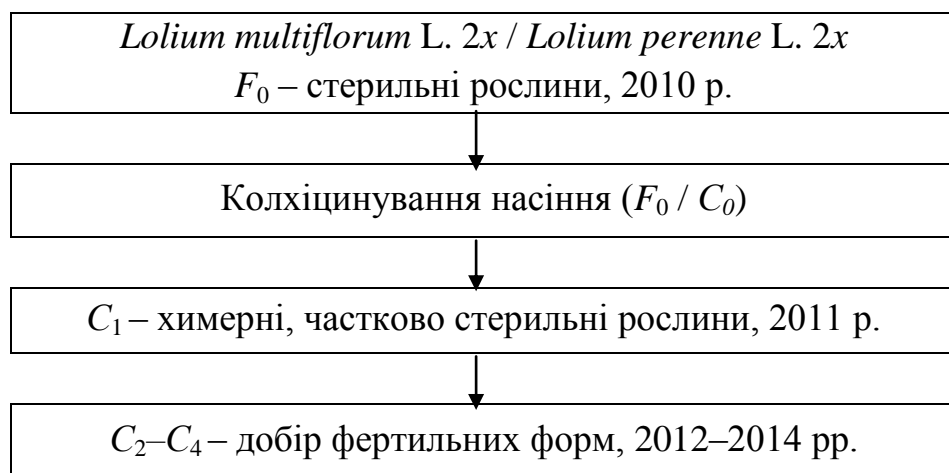 Lolium multiflorum L. 2x / Lolium perenne L. 2x
F₀ – стерильні рослини, 2010 р.
Колхіцинування насіння (F₀ / C₀)
C₁ – химерні, частково стерильні рослини, 2011 р.
C₂–C₄ – добір фертильних форм, 2012–2014 рр.